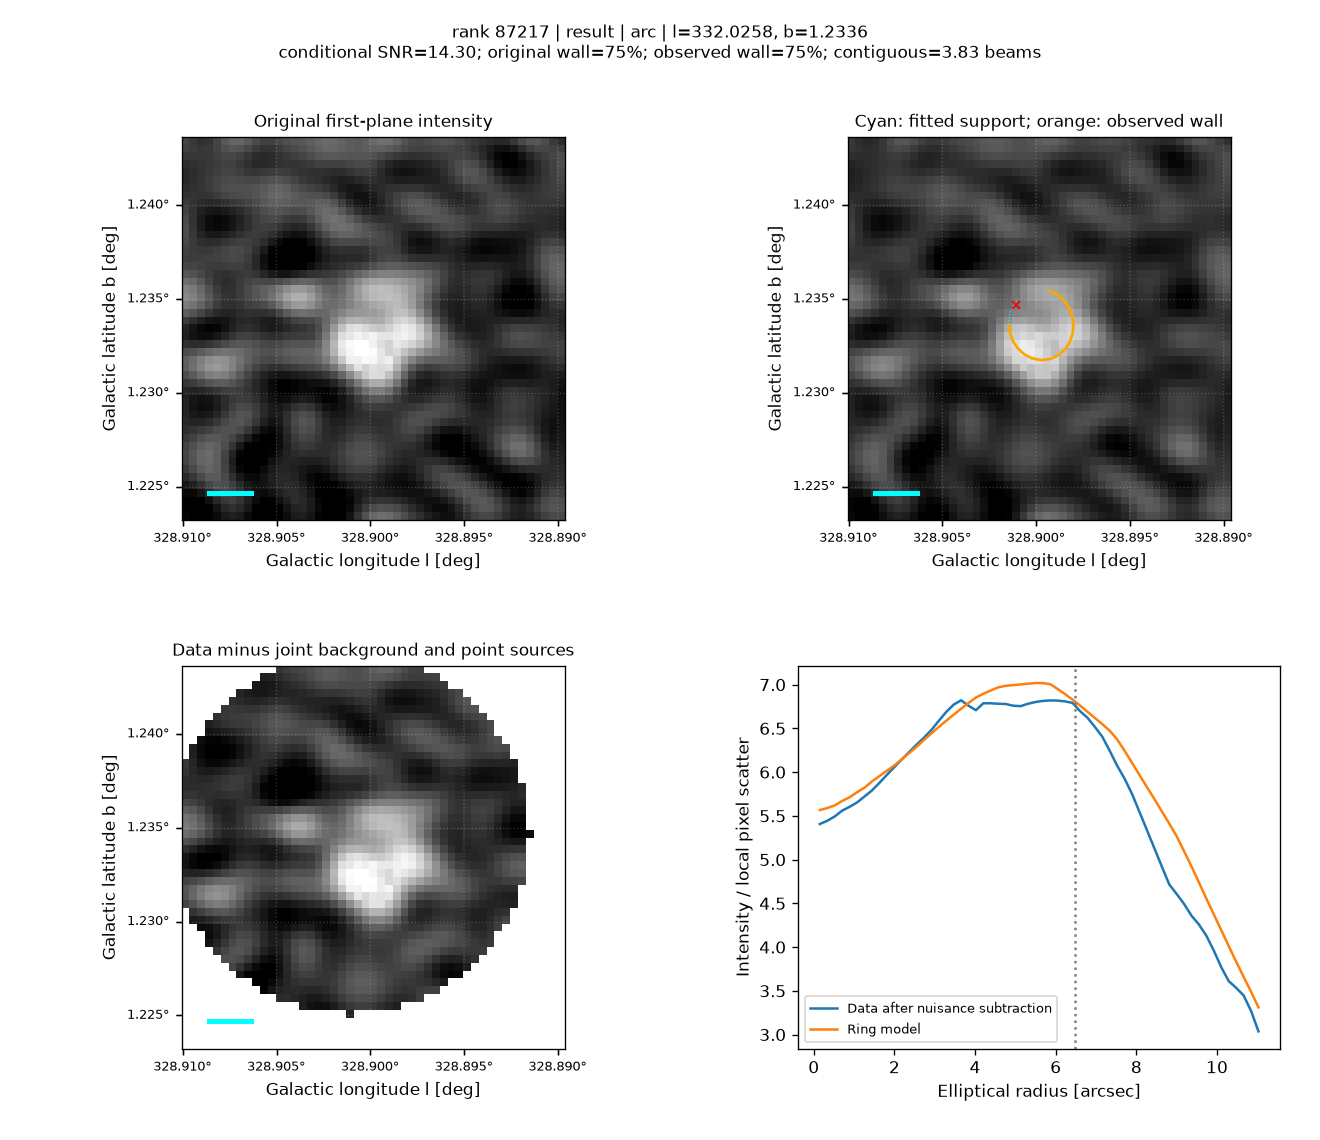 rank 87217 | result | arc | l=332.0258, b=1.2336
conditional SNR=14.30; original wall=75%; observed wall=75%; contiguous=3.83 beams
Original first-plane intensity
1.240°
1.235°
1.230°
1.225°
Galactic latitude b [deg]
328.910° 328.905° 328.900° 328.895° 328.890°
Galactic longitude l [deg]
Cyan: fitted support; orange: observed wall
1.240°
1.235°
1.230°
1.225°
Galactic latitude b [deg]
328.910° 328.905° 328.900° 328.895° 328.890°
Galactic longitude l [deg]
Data minus joint background and point sources
1.240°
1.235°
1.230°
1.225°
Galactic latitude b [deg]
328.910° 328.905° 328.900° 328.895° 328.890°
Galactic longitude l [deg]
7.0
6.5
6.0
5.5
5.0
4.5
4.0
3.5
3.0
Intensity / local pixel scatter
Data after nuisance subtraction
Ring model
0 2 4 6 8 10
Elliptical radius [arcsec]